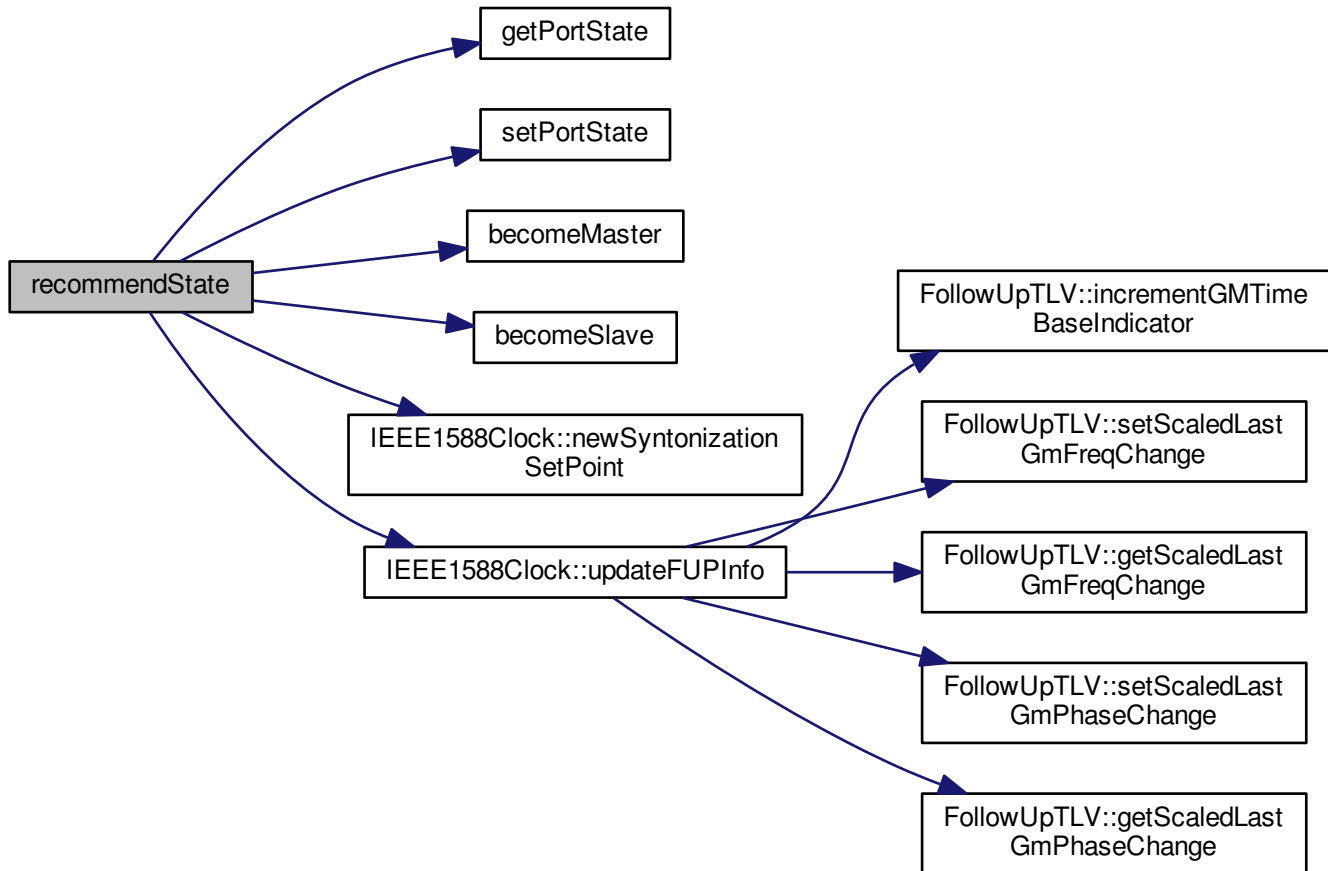 getPortState
setPortState
becomeMaster
recommendState
becomeSlave
IEEE1588Clock::newSyntonization
SetPoint
IEEE1588Clock::updateFUPInfo
FollowUpTLV::incrementGMTime
BaseIndicator
FollowUpTLV::setScaledLast
GmFreqChange
FollowUpTLV::getScaledLast
GmFreqChange
FollowUpTLV::setScaledLast
GmPhaseChange
FollowUpTLV::getScaledLast
GmPhaseChange